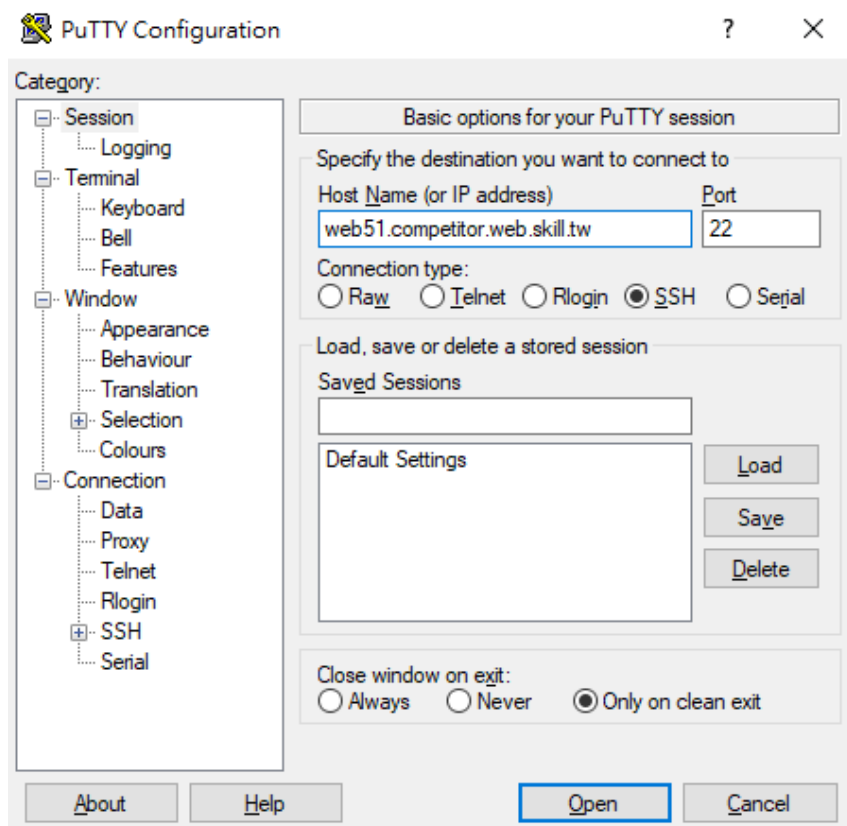 PuTTY Configuration
?
Category:
Session
Logging
Terminal
Keyboard
Bell
Features
Window
Appearance
Behaviour
Translation
Selection
Colours
Connection
Data
Proxy
Telnet
Rlogin
SSH
Serial
Basic options for your PuTTY session
Specify the destination you want to connect to
Host Name (or IP address) Port
web51.competitor.web.skill.tw 22
Connection type:
Raw Telnet Rlogin SSH Serial
Load, save or delete a stored session
Saved Sessions
Default Settings
Load
Save
Delete
Close window on exit:
Always Never Only on clean exit
About Help Open Cancel